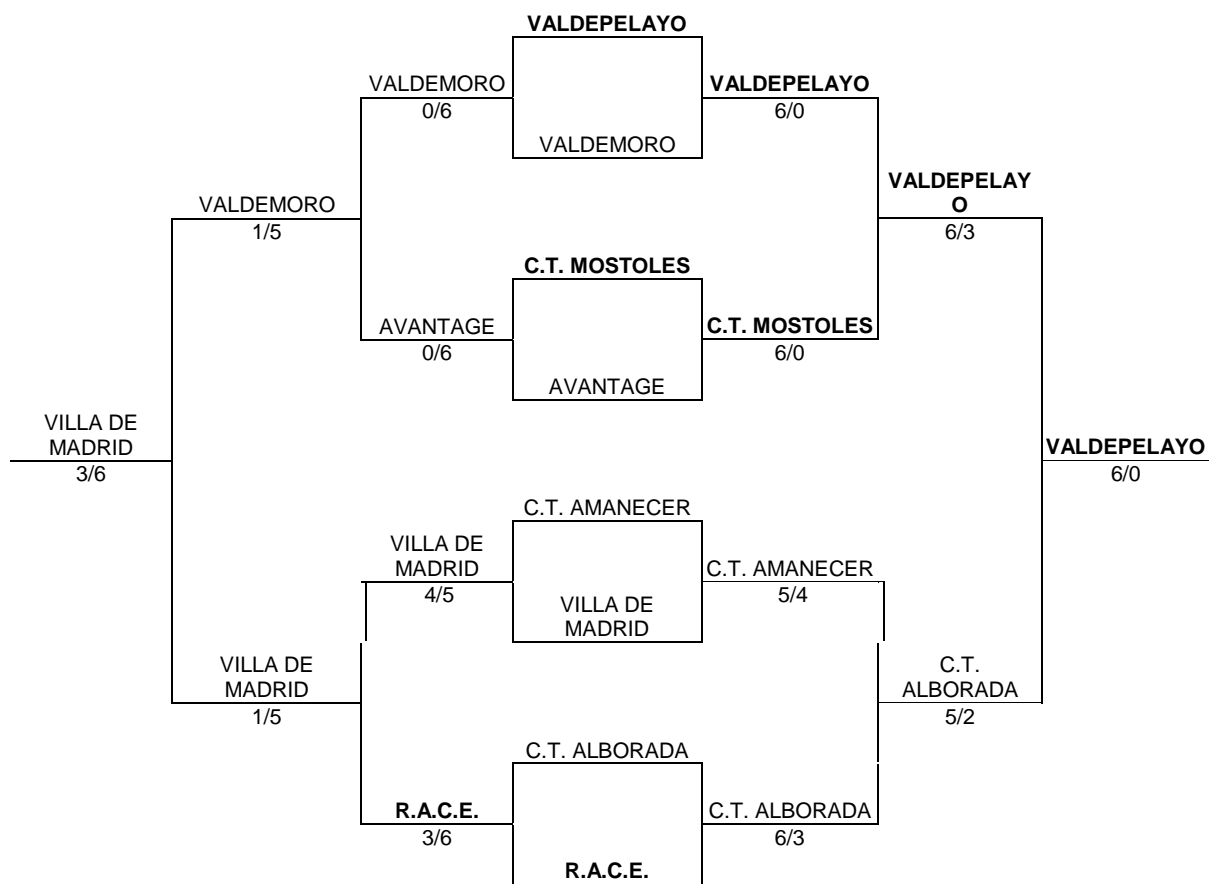 VALDEPELAYO
VALDEMORO
VALDEPELAYO
0/6
6/0
VALDEMORO
VALDEMORO
VALDEPELAY
O
1/5
6/3
C.T. MOSTOLES
AVANTAGE
C.T. MOSTOLES
0/6
6/0
AVANTAGE
VILLA DE
MADRID
VALDEPELAYO
3/6
6/0
C.T. AMANECER
VILLA DE
MADRID
C.T. AMANECER
4/5
5/4
VILLA DE
MADRID
VILLA DE
MADRID
C.T.
ALBORADA
1/5
5/2
C.T. ALBORADA
R.A.C.E.
C.T. ALBORADA
3/6
6/3
R.A.C.E.